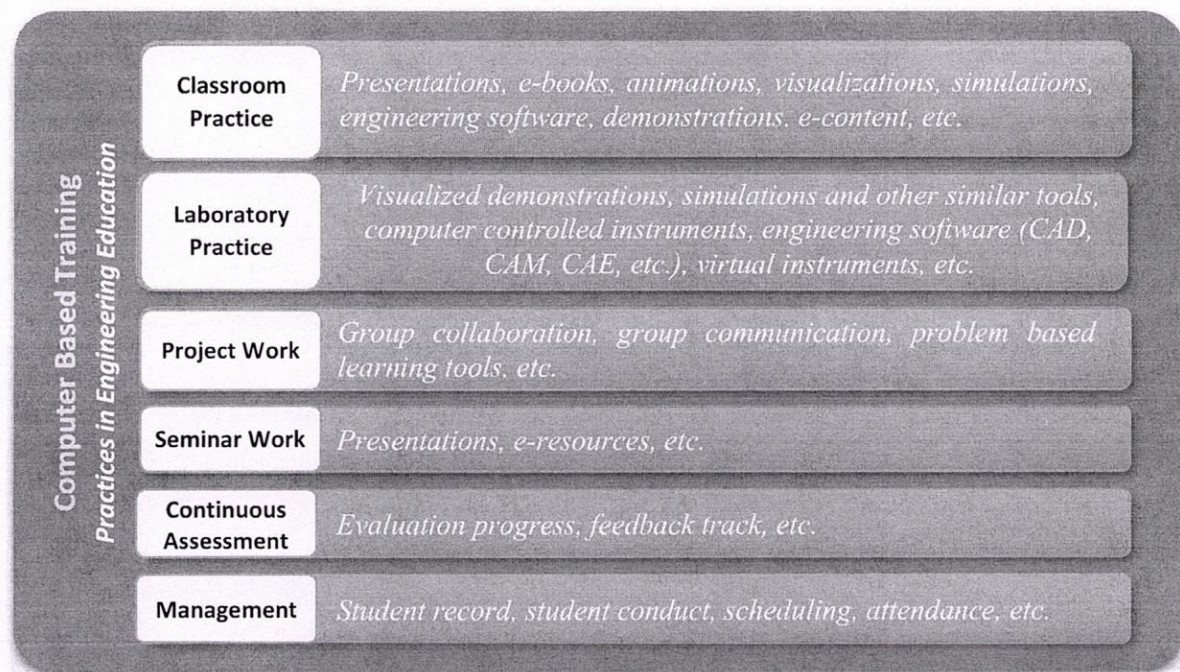 Computer Based Training
Practices in Engineering Education
Classroom
Practice
Presentations, e-books, animations, visualizations, simulations,
engineering software, demonstrations. e-content, etc.
Laboratory
Practice
Visualized demonstrations, simulations and other similar tools,
computer controlled instruments, engineering software (CAD,
CAM, CAE, etc.), virtual instruments, etc.
Project Work
Group collaboration, group communication, problem based
learning tools, etc.
Seminar Work
Presentations, e-resources, etc.
Continuous
Assessment
Evaluation progress, feedback track, etc.
Management
Student record, student conduct, scheduling, attendance, etc.